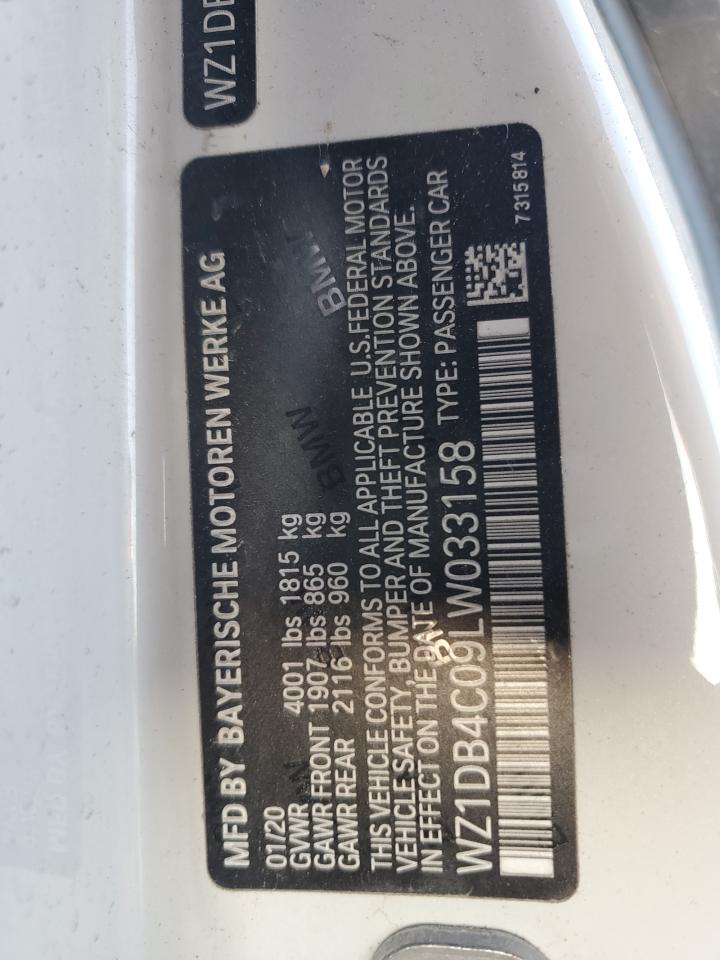 WZ1DB
MFD BY BAYERISCHE MOTOREN WERKE AG
01/20
GVWR 4001 lbs 1815 kg
GAWR FRONT 1907 lbs 865 kg
GAWR REAR 2116 lbs 960 kg
BMW
BMW
THIS VEHICLE CONFORMS TO ALL APPLICABLE U.S.FEDERAL MOTOR
VEHICLE SAFETY, BUMPER AND THEFT PREVENTION STANDARDS
IN EFFECT ON THE DATE OF MANUFACTURE SHOWN ABOVE.
WZ1DB4C09LW033158 TYPE: PASSENGER CAR
7315814